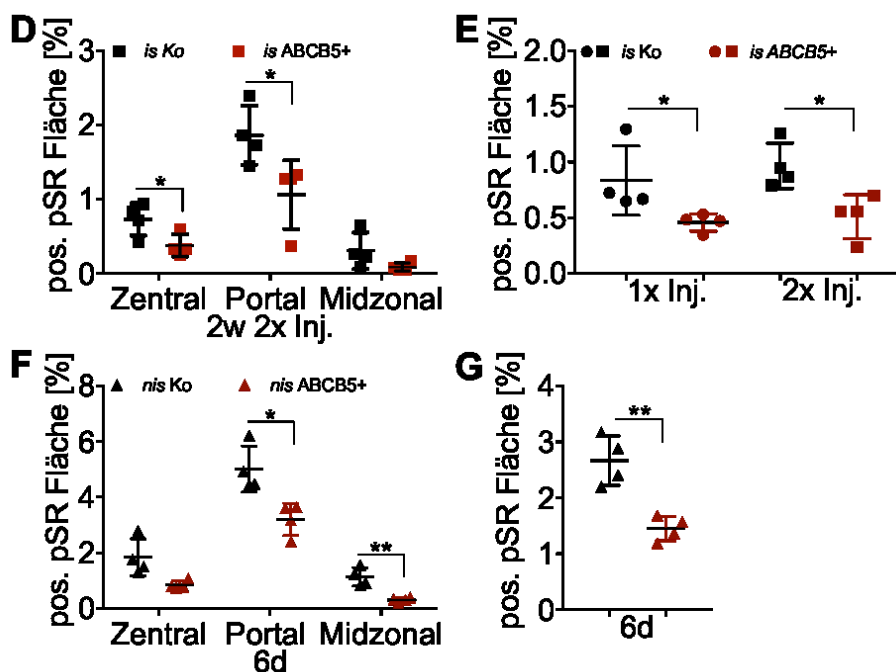 D
pos. pSR Fläche [%]
is Ko is ABCB5+
3
2
1
0
* *
Zentral Portal Midzonal
2w 2x Inj.
E
pos. pSR Fläche [%]
is Ko is ABCB5+
2.0
1.5
1.0
0.5
0.0
* *
1x Inj. 2x Inj.
F
pos. pSR Fläche [%]
nis Ko nis ABCB5+
8
6
4
2
0
* **
Zentral Portal Midzonal
6d
G
pos. pSR Fläche [%]
4
3
2
1
0
**
6d